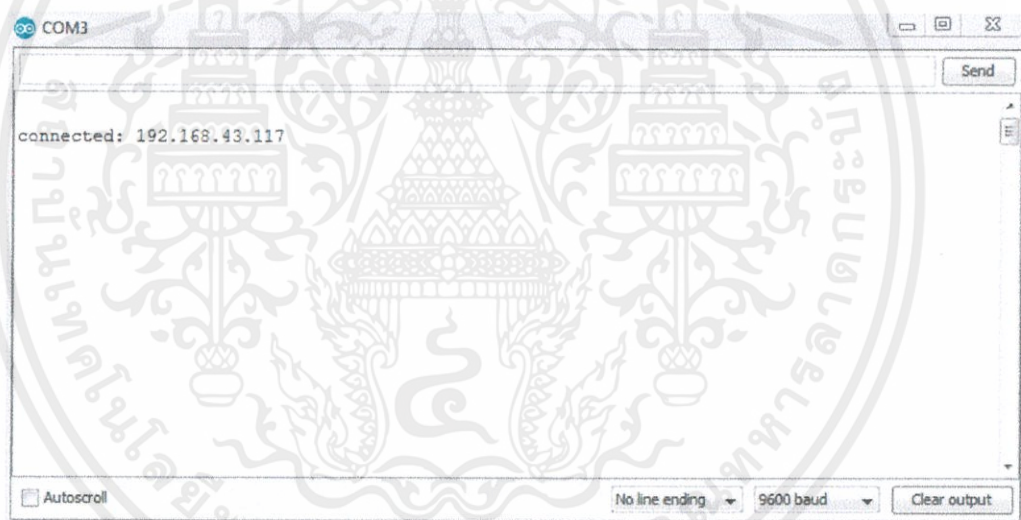 COM3
Send
connected: 192.168.43.117
Autoscroll
No line ending
9600 baud
Clear output